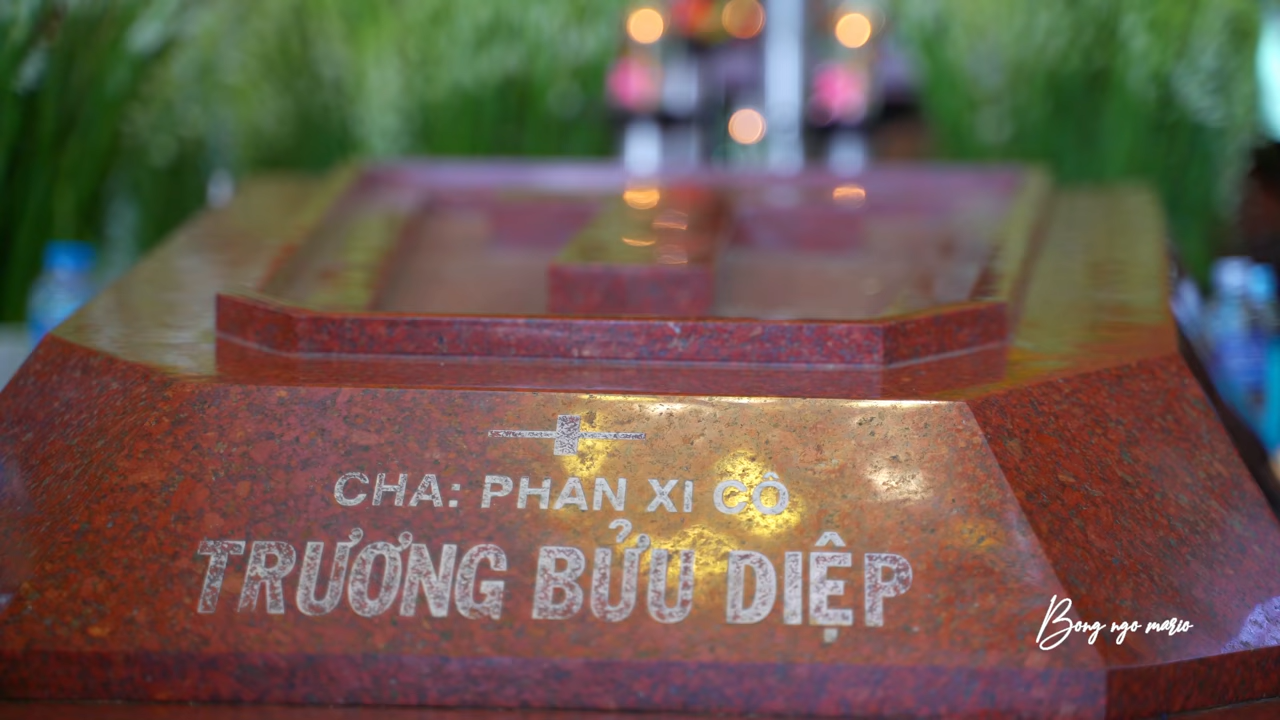 CHA: PHAN XI CÔ
TRƯƠNG BỬU DIỆP
Bong ngo mario